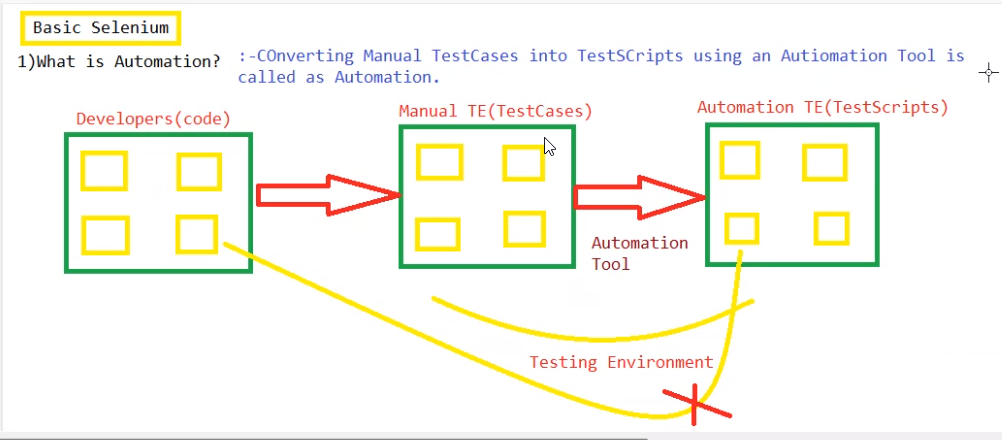 Basic Selenium
1)What is Automation? :-COnverting Manual TestCases into TestSCripts using an Autiomation Tool is
called as Automation.
Developers(code)
Manual TE(TestCases)
Automation TE(TestScripts)
Automation
Tool
Testing Environment